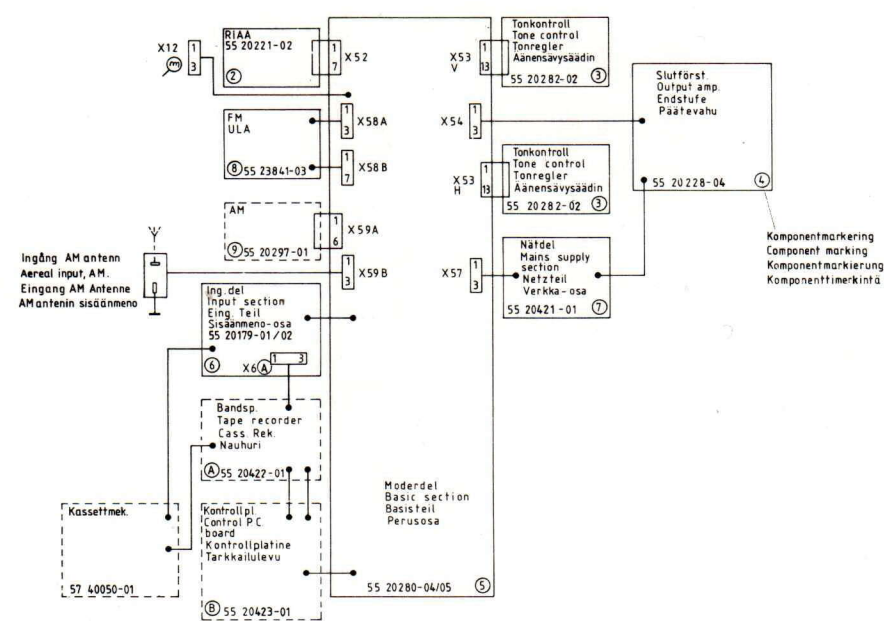 X12
1
3
RIAA
55 20221-02
2
1
7
X52
FM
ULA
8 55 23841-03
1
3
X58A
1
7
X58B
AM
9 55 20297-01
1
6
X59A
1
3
X59B
Ingång AM antenn
Aereal input, AM.
Eingang AM Antenne
AM antenin sisäänmeno
Ing. del
Input section
Eing. Teil
Sisäänmeno-osa
55 20179-01/02
6
X6 A
1 3
Bandsp.
Tape recorder
Cass. Rek.
Nauhuri
A 55 20422-01
Kassettmek.
57 40050-01
Kontrollpl.
Control P.C.
board
Kontrollplatine
Tarkkailulevu
B 55 20423-01
Moderdel
Basic section
Basisteil
Perusosa
55 20280-04/05 5
X53
V
1
13
Tonkontroll
Tone control
Tonregler
Äänensävysäädin
55 20282-02 3
X54
1
3
X53
H
1
13
Tonkontroll
Tone control
Tonregler
Äänensävysäädin
55 20282-02 3
X57
1
3
Nätdel
Mains supply
section
Netzteil
Verkka-osa
55 20421-01 7
Slutförst.
Output amp.
Endstufe
Päätevahu
55 20228-04 4
Komponentmarkering
Component marking
Komponentmarkierung
Komponenttimerkintä